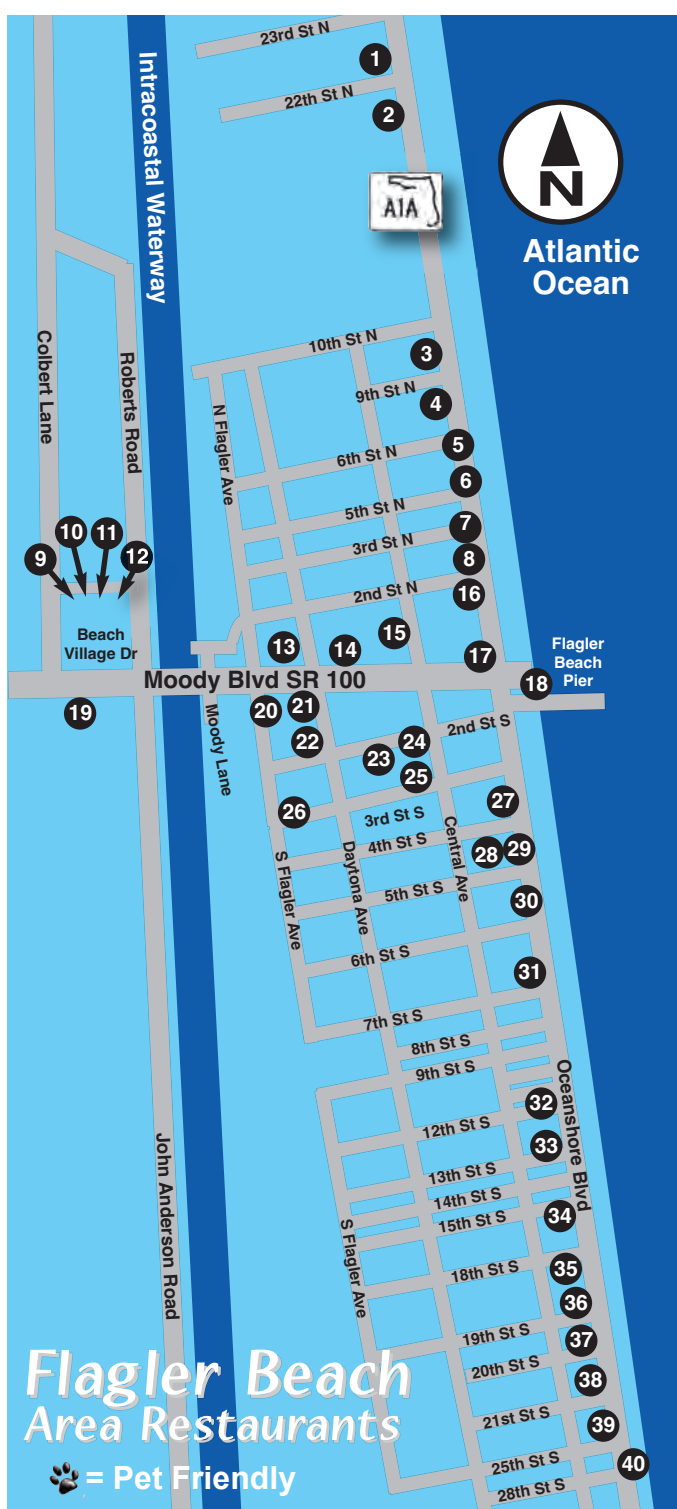 23rd St N
1
22th St N
2
Intracoastal Waterway
A1A
N
Atlantic
Ocean
10th St N
3
9th St N
4
Colbert Lane
Roberts Road
N Flagler Ave
6th St N
5
6
5th St N
7
3rd St N
8
9
10
11
12
2nd St N
16
Beach
Village Dr
13
14
15
17
Flagler
Beach
Pier
18
Moody Blvd SR 100
19
20
21
Moody Lane
22
23
24
2nd St S
25
26
3rd St S
27
4th St S
28
29
S Flagler Ave
Daytona Ave
Central Ave
5th St S
30
6th St S
31
7th St S
8th St S
9th St S
Oceanshore Blvd
32
12th St S
33
John Anderson Road
13th St S
14th St S
15th St S
34
S Flagler Ave
18th St S
35
36
19th St S
37
20th St S
38
21st St S
39
25th St S
40
28th St S
Flagler Beach
Area Restaurants
= Pet Friendly